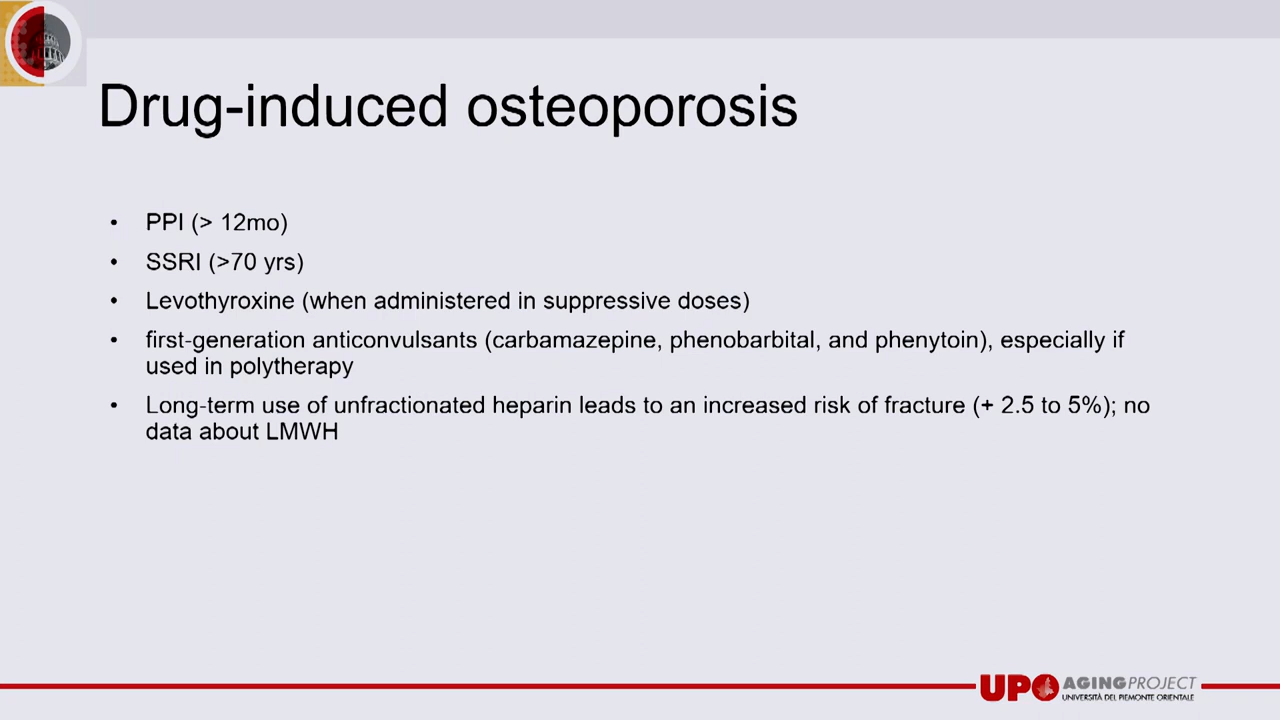 Drug-induced osteoporosis
• PPI (> 12mo)
• SSRI (>70 yrs)
• Levothyroxine (when administered in suppressive doses)
• first-generation anticonvulsants (carbamazepine, phenobarbital, and phenytoin), especially if
used in polytherapy
• Long-term use of unfractionated heparin leads to an increased risk of fracture (+ 2.5 to 5%); no
data about LMWH
UPO AGINGPROJECT
UNIVERSITÀ DEL PIEMONTE ORIENTALE